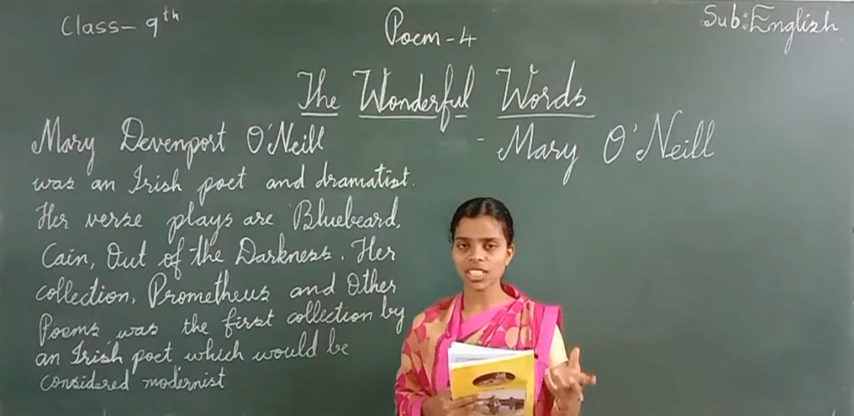 Class - 9th
Poem - 4
Sub: English
The Wonderful Words
- Mary O'Neill
Mary Devenport O'Neill
was an Irish poet and dramatist.
Her verse plays are Bluebeard,
Cain, Out of the Darkness. Her
collection, Prometheus and Other
Poems was the first collection by
an Irish poet which would be
considered modernist